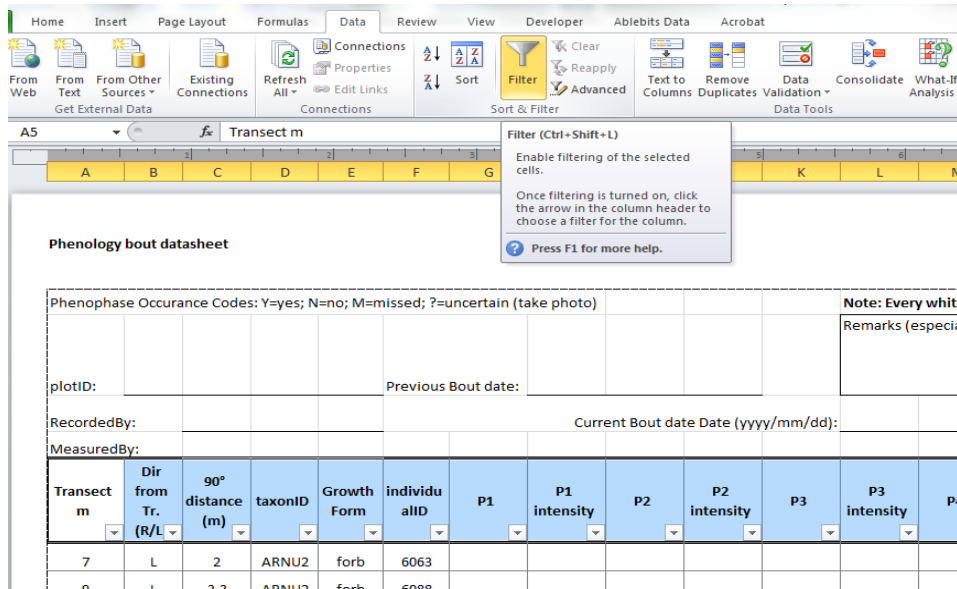 Home Insert Page Layout Formulas Data Review View Developer Ablebits Data Acrobat
From Web
From Text
From Other Sources
Existing Connections
Refresh All
Connections
Properties
Edit Links
Sort
Filter
Clear
Reapply
Advanced
Text to Columns
Remove Duplicates
Data Validation
Consolidate
What-If Analysis
Get External Data Connections Sort & Filter Data Tools
A5 fx Transect m
1 2 3 5 6
A B C D E F G K L
Filter (Ctrl+Shift+L)
Enable filtering of the selected
cells.
Once filtering is turned on, click
the arrow in the column header to
choose a filter for the column.
Press F1 for more help.
Phenology bout datasheet
Phenophase Occurance Codes: Y=yes; N=no; M=missed; ?=uncertain (take photo) Note: Every whit
Remarks (especia
plotID: Previous Bout date:
RecordedBy: Current Bout date Date (yyyy/mm/dd):
MeasuredBy:
Transect m
Dir from Tr. (R/L
90° distance (m)
taxonID
Growth Form
individualID
P1
P1 intensity
P2
P2 intensity
P3
P3 intensity
7 L 2 ARNU2 forb 6063